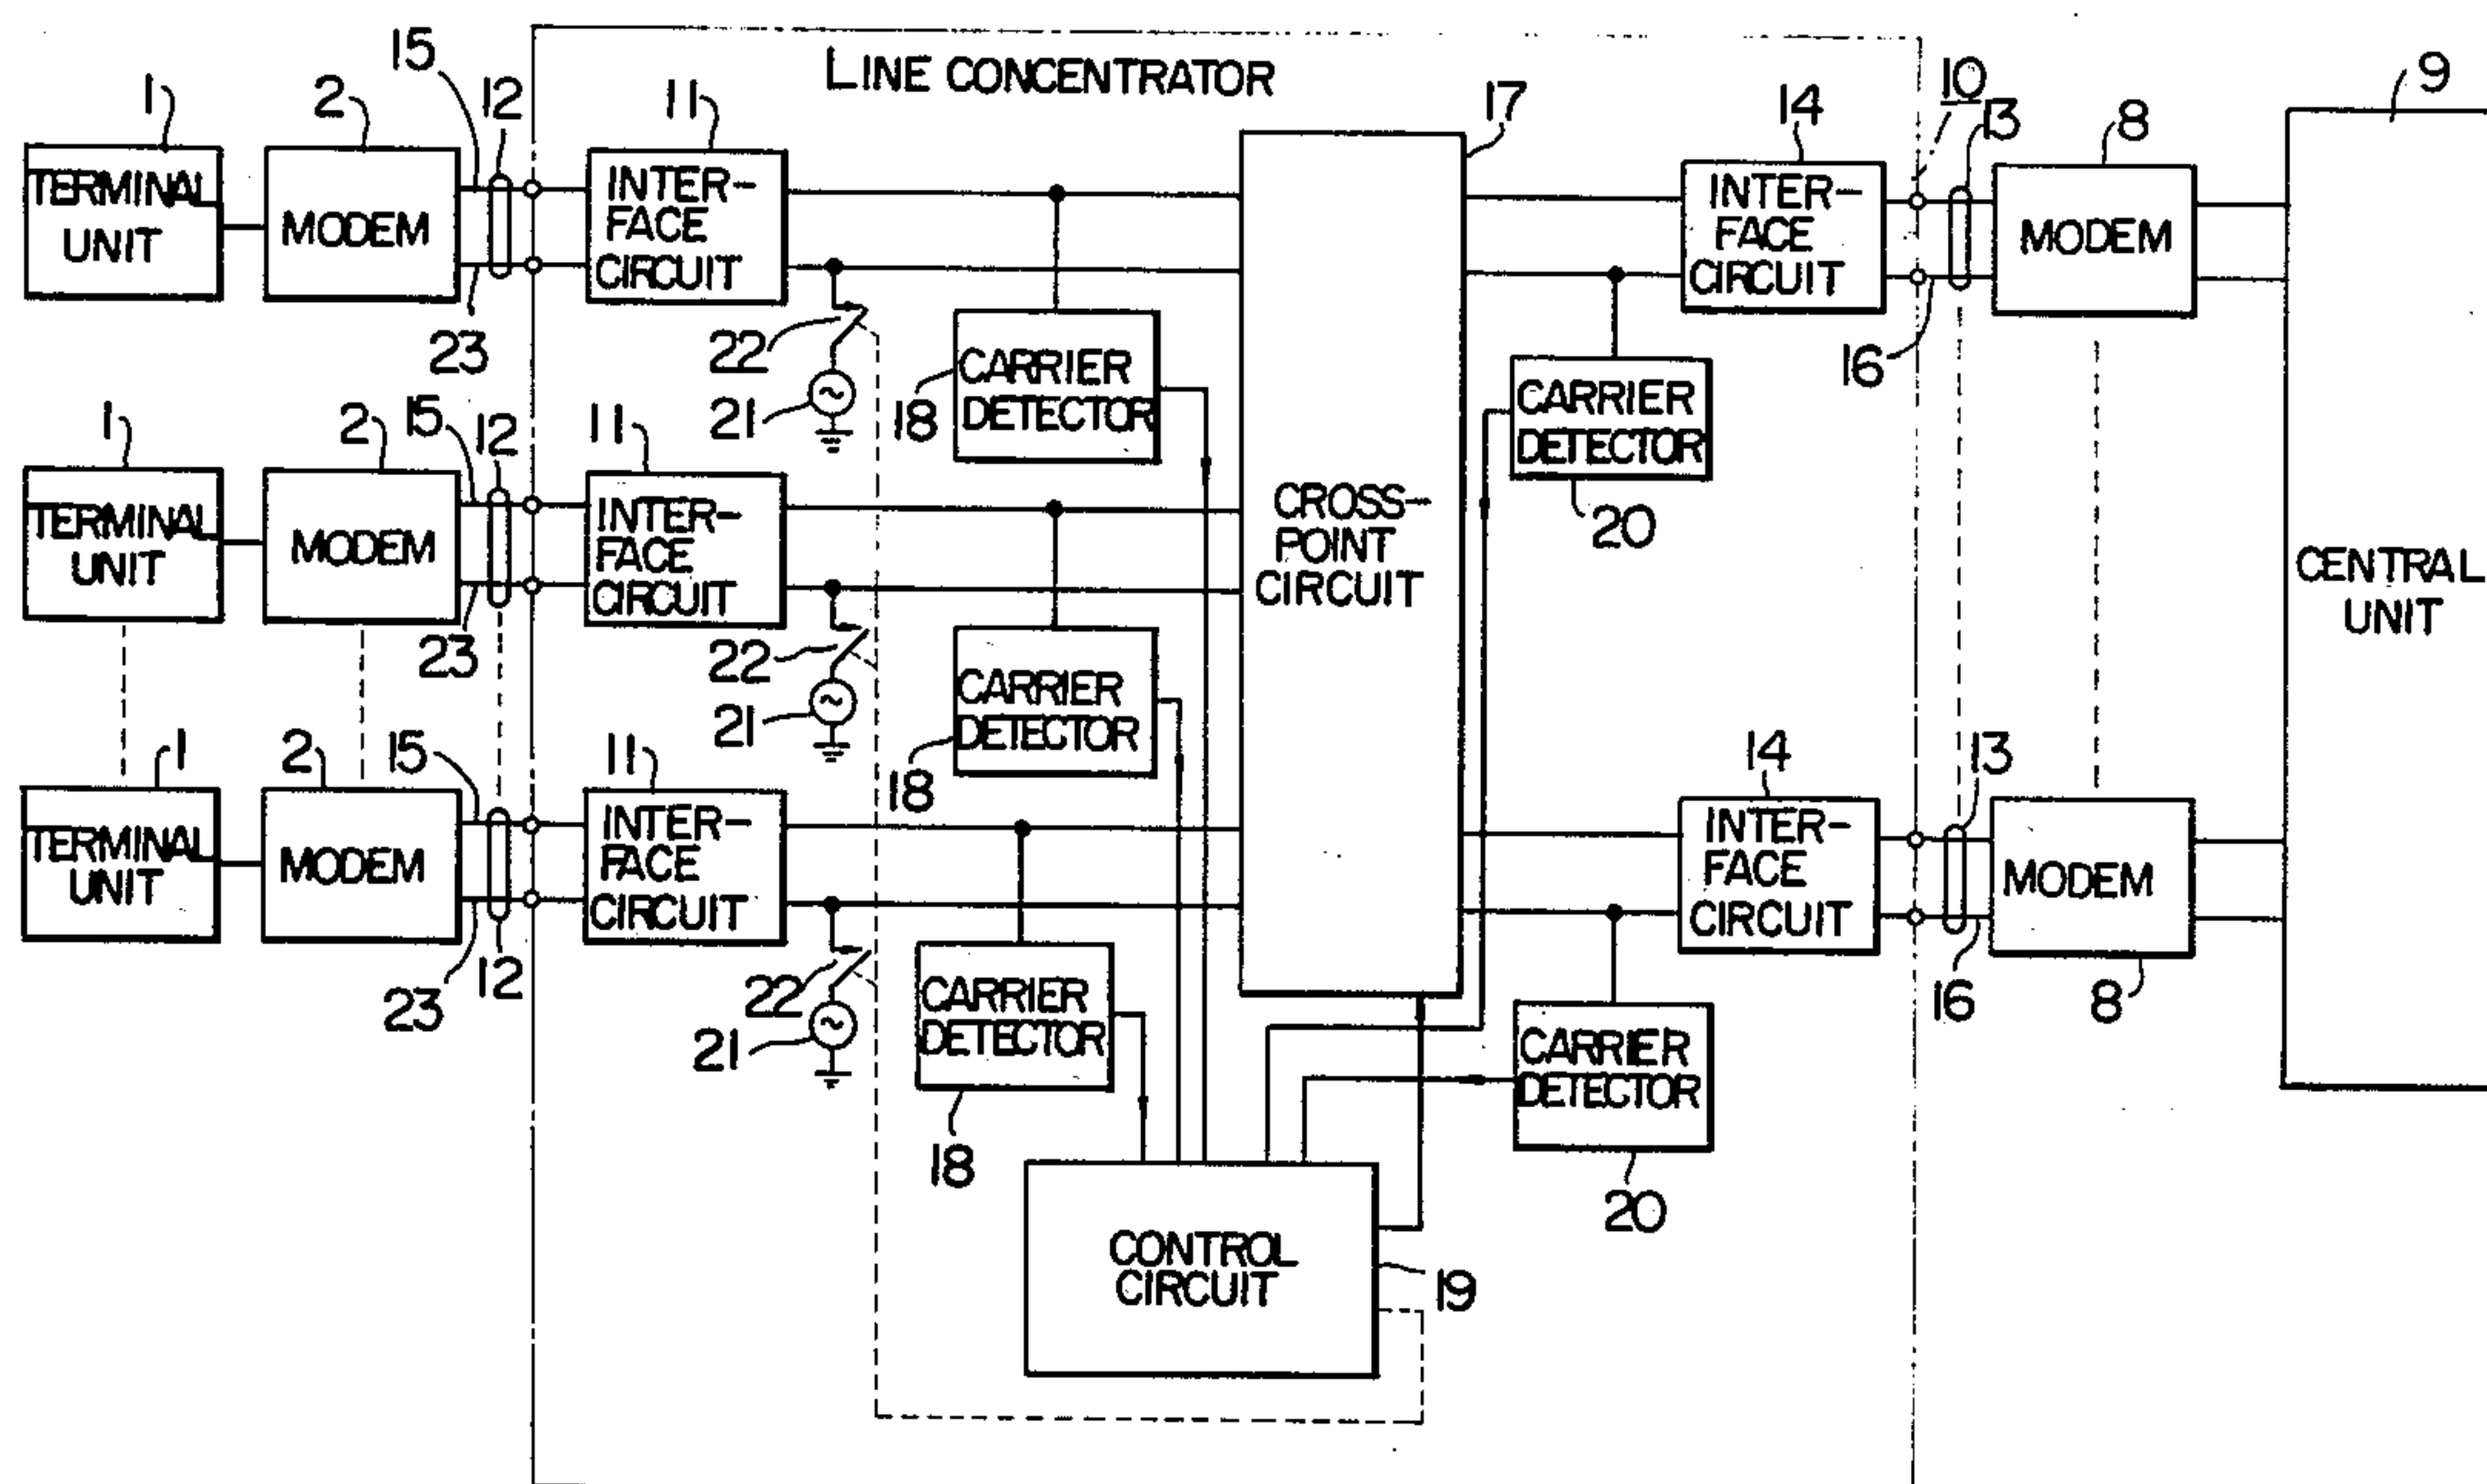 LINE CONCENTRATOR
15
12
11
17
14
10
13
8
9
1
2
TERMINAL
UNIT
MODEM
INTER-
FACE
CIRCUIT
INTER-
FACE
CIRCUIT
MODEM
23
22
21
18
CARRIER
DETECTOR
16
CARRIER
DETECTOR
20
1
2
15
12
11
TERMINAL
UNIT
MODEM
INTER-
FACE
CIRCUIT
CROSS-
POINT
CIRCUIT
CENTRAL
UNIT
23
22
21
18
CARRIER
DETECTOR
1
2
15
11
14
13
TERMINAL
UNIT
MODEM
INTER-
FACE
CIRCUIT
INTER-
FACE
CIRCUIT
MODEM
23
12
22
21
CARRIER
DETECTOR
18
16
8
CARRIER
DETECTOR
20
CONTROL
CIRCUIT
19